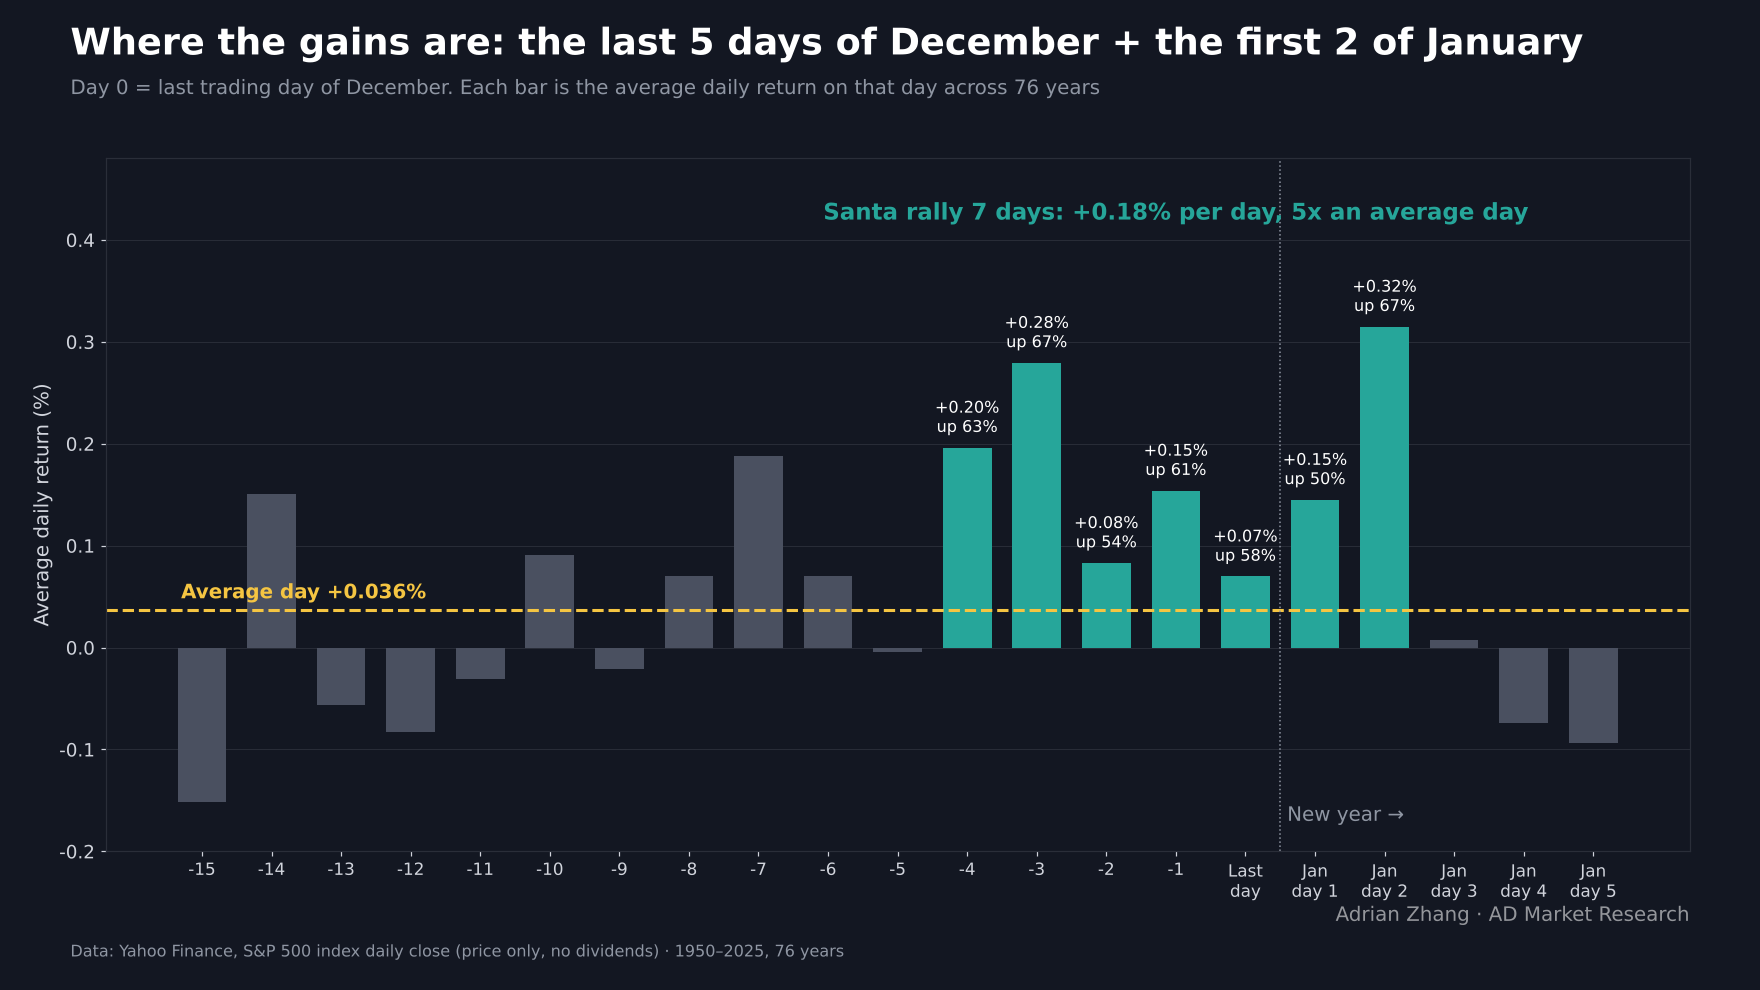 Where the gains are: the last 5 days of December + the first 2 of January
Day 0 = last trading day of December. Each bar is the average daily return on that day across 76 years
Santa rally 7 days: +0.18% per day, 5x an average day
Average daily return (%)
0.4
0.3
0.2
0.1
0.0
-0.1
-0.2
Average day +0.036%
+0.20%
up 63%
+0.28%
up 67%
+0.08%
up 54%
+0.15%
up 61%
+0.07%
up 58%
+0.15%
up 50%
+0.32%
up 67%
New year →
-15
-14
-13
-12
-11
-10
-9
-8
-7
-6
-5
-4
-3
-2
-1
Last
day
Jan
day 1
Jan
day 2
Jan
day 3
Jan
day 4
Jan
day 5
Adrian Zhang · AD Market Research
Data: Yahoo Finance, S&P 500 index daily close (price only, no dividends) · 1950–2025, 76 years